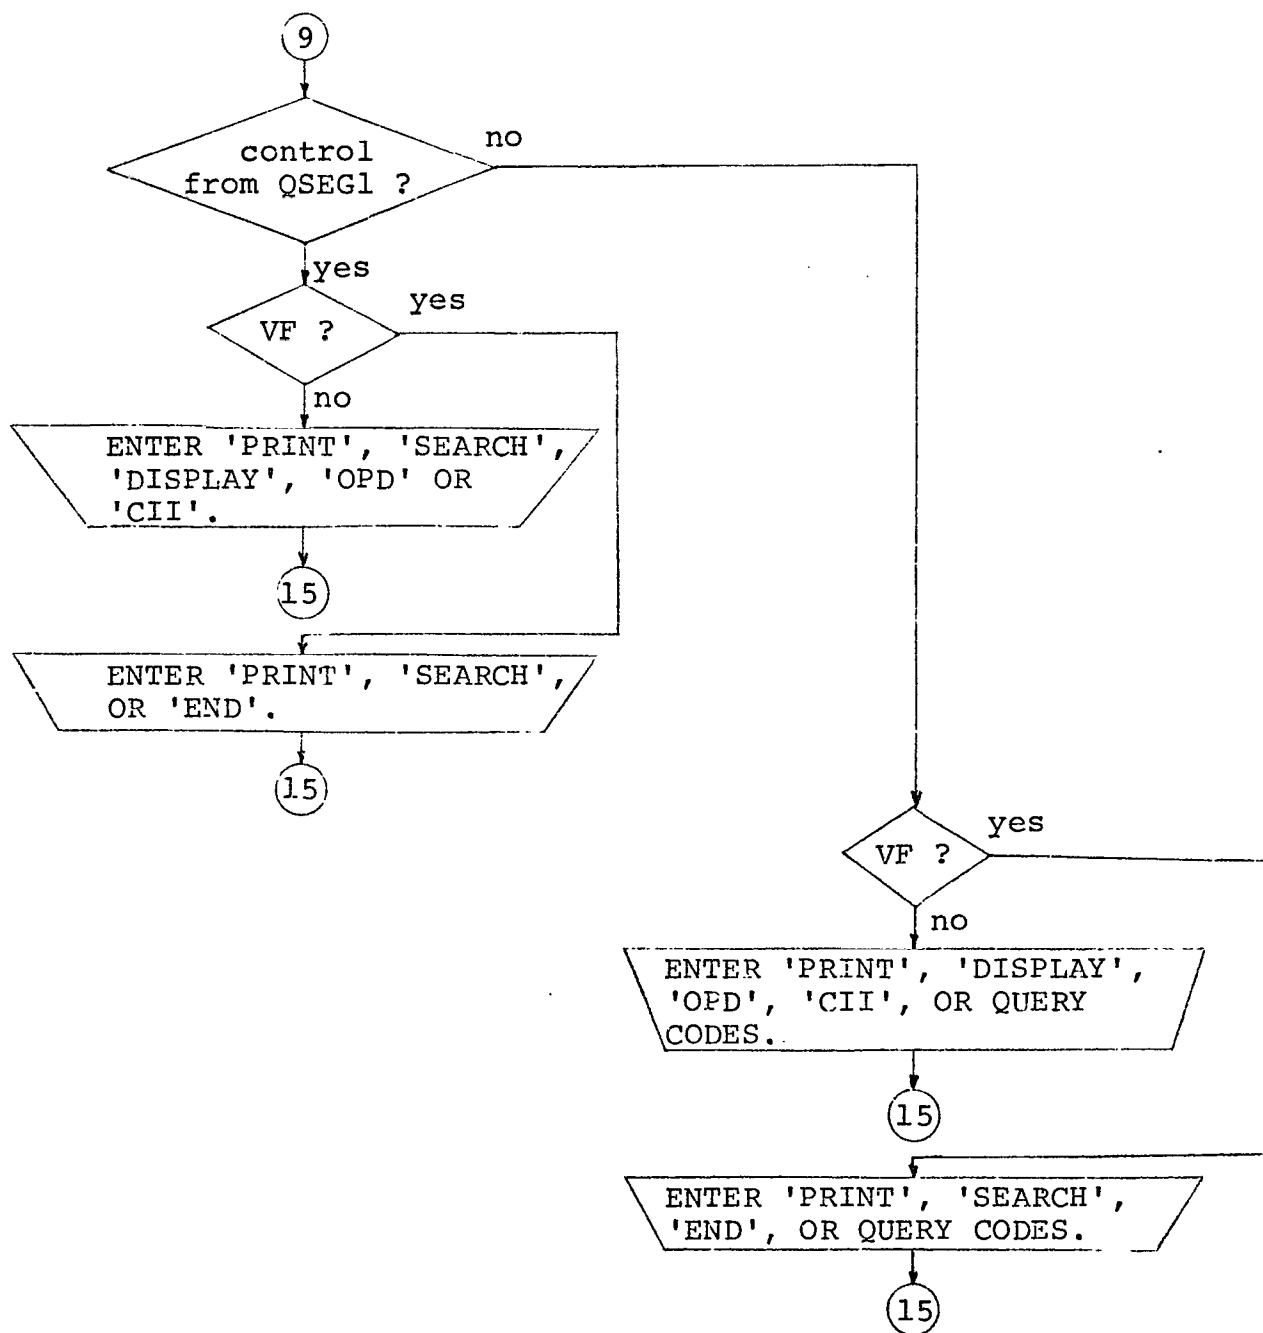 9
control
from QSEG1 ?
no
yes
VF ?
yes
no
ENTER 'PRINT', 'SEARCH',
'DISPLAY', 'OPD' OR
'CII'.
15
ENTER 'PRINT', 'SEARCH',
OR 'END'.
15
VF ?
yes
no
ENTER 'PRINT', 'DISPLAY',
'OPD', 'CII', OR QUERY
CODES.
15
ENTER 'PRINT', 'SEARCH',
'END', OR QUERY CODES.
15